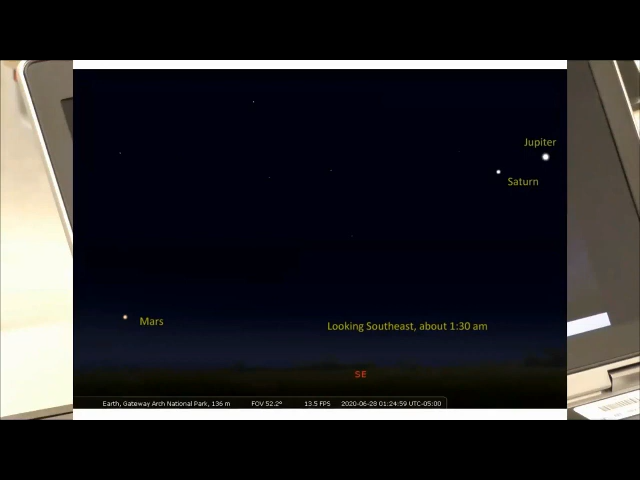 Jupiter
Saturn
Mars
Looking Southeast, about 1:30 am
SE
Earth, Gateway Arch National Park, 136 m FOV 52.2° 13.5 FPS 2020-06-28 01:24:59 UTC-05:00